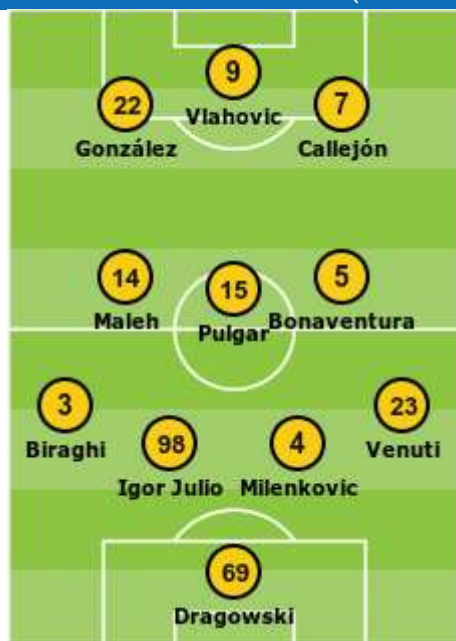 9
Vlahovic
22
González
7
Callejón
14
Maleh
15
Pulgar
5
Bonaventura
3
Biraghi
98
Igor Julio
4
Milenkovic
23
Venuti
69
Dragowski